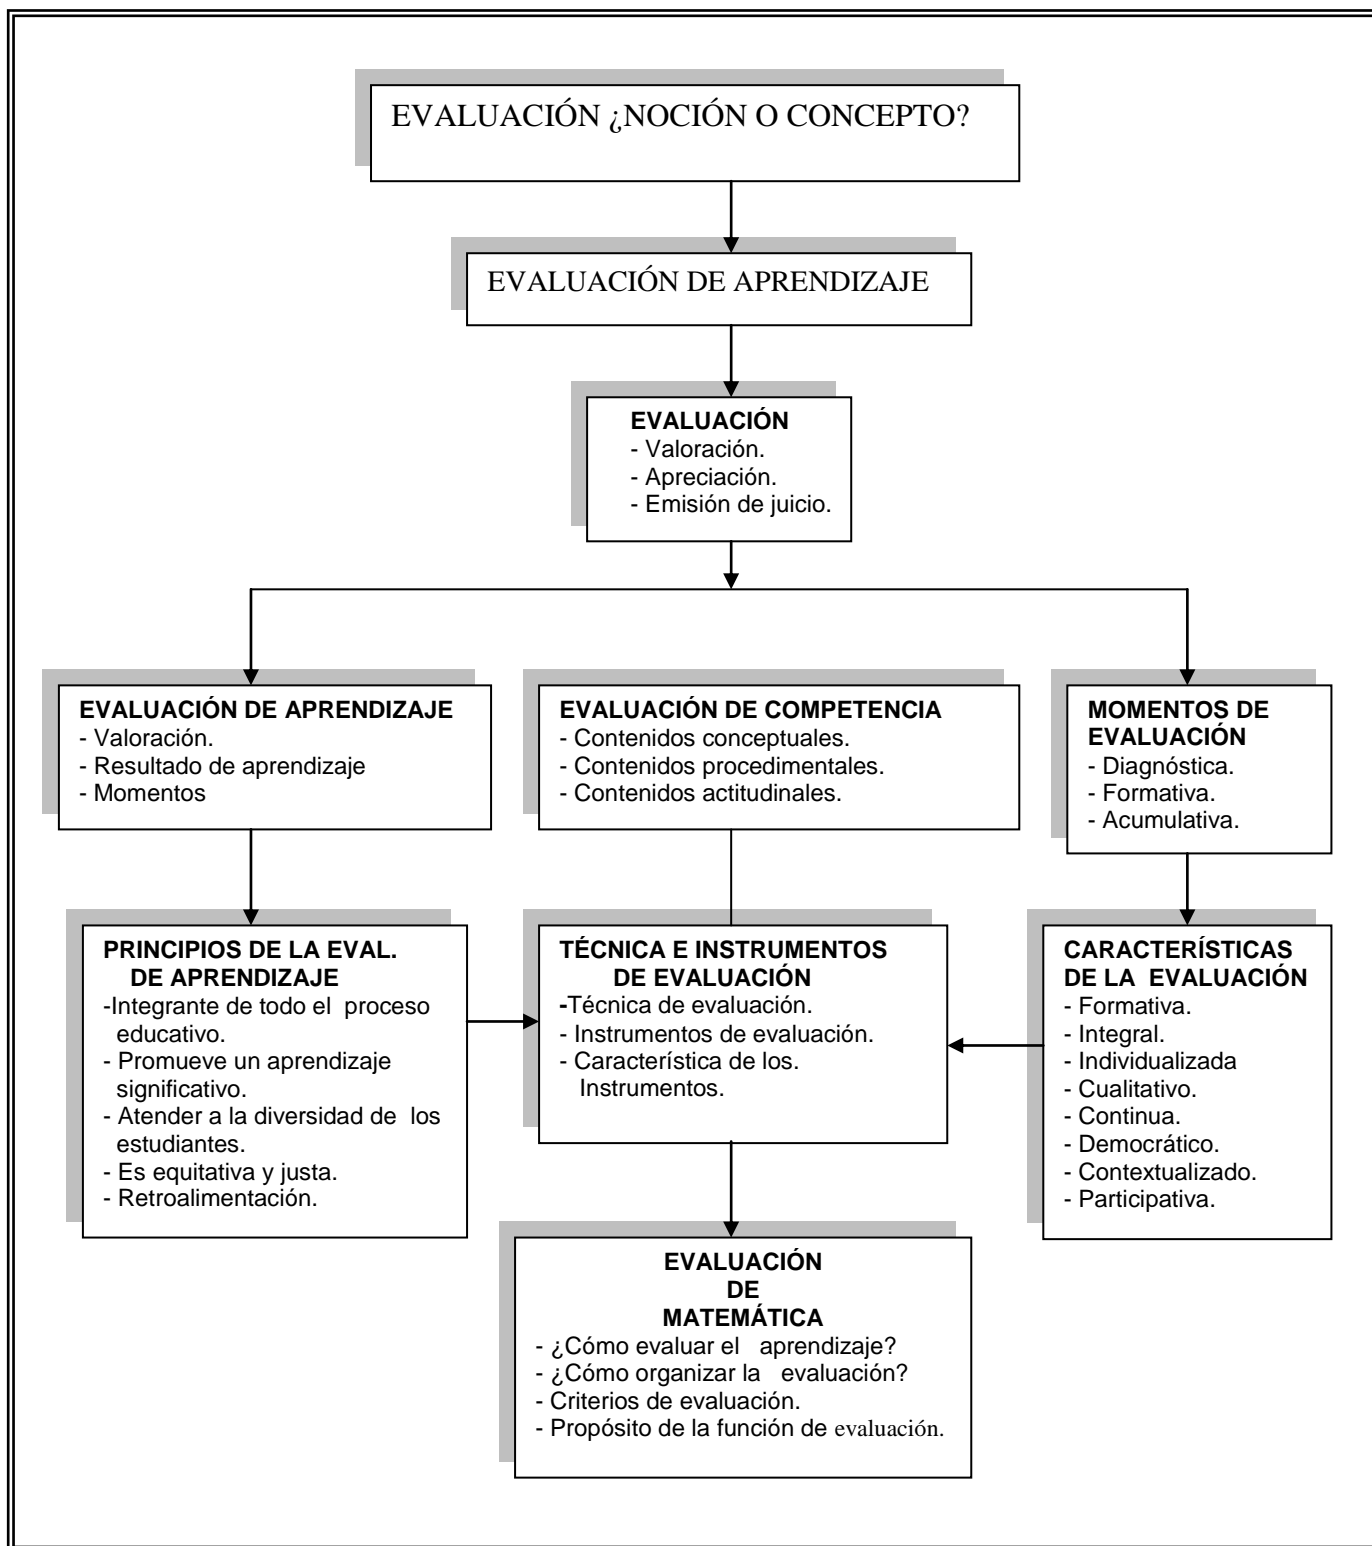 EVALUACIÓN ¿NOCIÓN O CONCEPTO?
EVALUACIÓN DE APRENDIZAJE
EVALUACIÓN
- Valoración.
- Apreciación.
- Emisión de juicio.
EVALUACIÓN DE APRENDIZAJE
- Valoración.
- Resultado de aprendizaje
- Momentos
EVALUACIÓN DE COMPETENCIA
- Contenidos conceptuales.
- Contenidos procedimentales.
- Contenidos actitudinales.
MOMENTOS DE
EVALUACIÓN
- Diagnóstica.
- Formativa.
- Acumulativa.
PRINCIPIOS DE LA EVAL.
DE APRENDIZAJE
-Integrante de todo el proceso
educativo.
- Promueve un aprendizaje
significativo.
- Atender a la diversidad de los
estudiantes.
- Es equitativa y justa.
- Retroalimentación.
TÉCNICA E INSTRUMENTOS
DE EVALUACIÓN
-Técnica de evaluación.
- Instrumentos de evaluación.
- Característica de los.
Instrumentos.
CARACTERÍSTICAS
DE LA EVALUACIÓN
- Formativa.
- Integral.
- Individualizada
- Cualitativo.
- Continua.
- Democrático.
- Contextualizado.
- Participativa.
EVALUACIÓN
DE
MATEMÁTICA
- ¿Cómo evaluar el aprendizaje?
- ¿Cómo organizar la evaluación?
- Criterios de evaluación.
- Propósito de la función de evaluación.